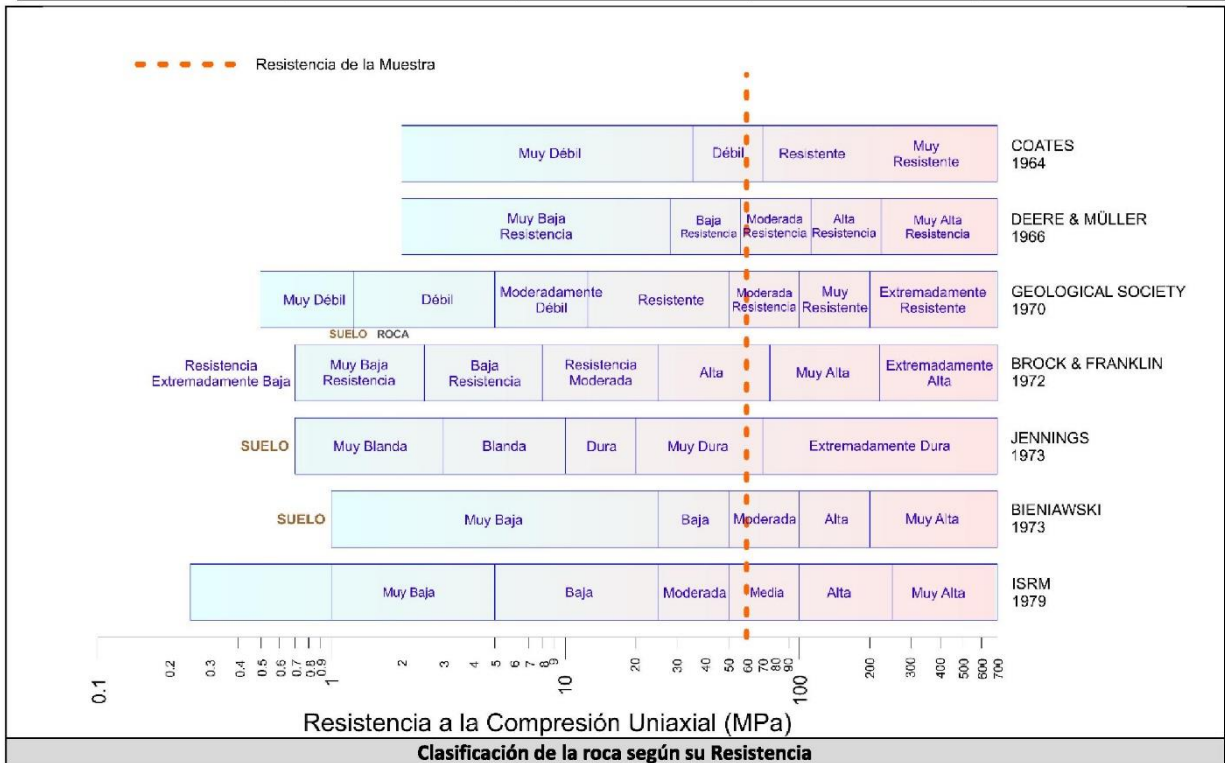 Resistencia de la Muestra
Muy Débil
Débil
Resistente
Muy
Resistente
COATES
1964
Muy Baja
Resistencia
Baja
Resistencia
Moderada
Resistencia
Alta
Resistencia
Muy Alta
Resistencia
DEERE & MÜLLER
1966
Muy Débil
Débil
Moderadamente
Débil
Resistente
Moderada
Resistencia
Muy
Resistente
Extremadamente
Resistente
GEOLOGICAL SOCIETY
1970
SUELO ROCA
Resistencia
Extremadamente Baja
Muy Baja
Resistencia
Baja
Resistencia
Resistencia
Moderada
Alta
Muy Alta
Extremadamente
Alta
BROCK & FRANKLIN
1972
SUELO
Muy Blanda
Blanda
Dura
Muy Dura
Extremadamente Dura
JENNINGS
1973
SUELO
Muy Baja
Baja
Moderada
Alta
Muy Alta
BIENIAWSKI
1973
Muy Baja
Baja
Moderada
Media
Alta
Muy Alta
ISRM
1979
0.1 0.2 0.3 0.4 0.5 0.6 0.7 0.8 0.9 1 2 3 4 5 6 7 8 9 10 20 30 40 50 60 70 80 90 100 200 300 400 500 600 700
Resistencia a la Compresión Uniaxial (MPa)
Clasificación de la roca según su Resistencia